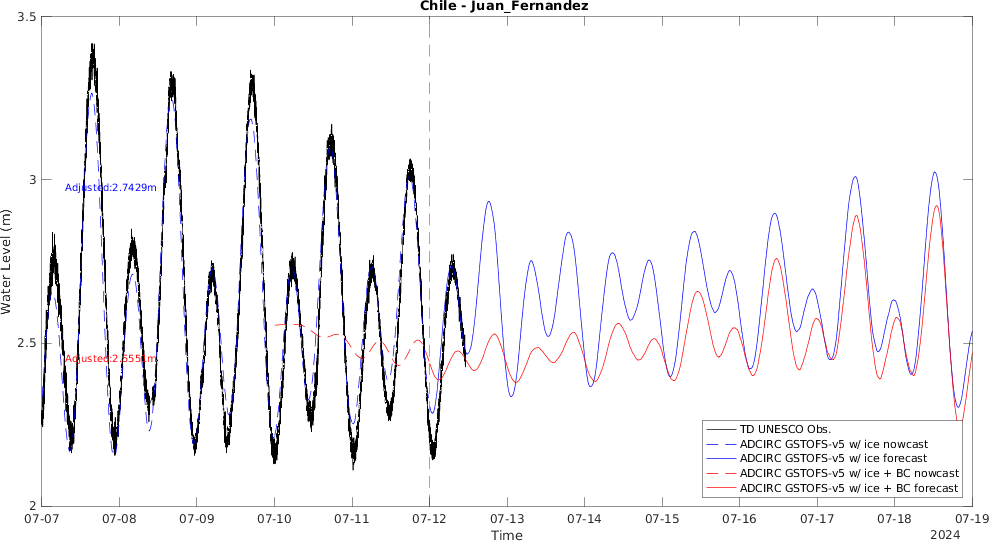 Chile - Juan_Fernandez
3.5
3
2.5
2
Water Level (m)
Adjusted:2.7429m
TD UNESCO Obs.
ADCIRC GSTOFS-v5 w/ ice nowcast
ADCIRC GSTOFS-v5 w/ ice forecast
ADCIRC GSTOFS-v5 w/ ice + BC nowcast
ADCIRC GSTOFS-v5 w/ ice + BC forecast
07-07 07-08 07-09 07-10 07-11 07-12 07-13 07-14 07-15 07-16 07-17 07-18 07-19
Time
2024